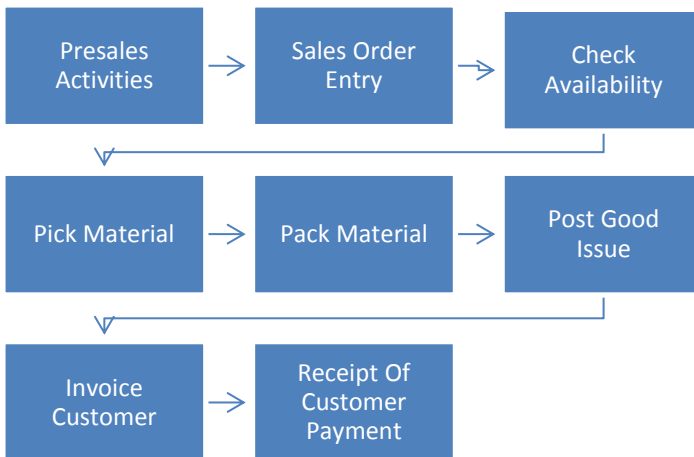 Presales
Activities
Sales Order
Entry
Check
Availability
Pick Material
Pack Material
Post Good
Issue
Invoice
Customer
Receipt Of
Customer
Payment